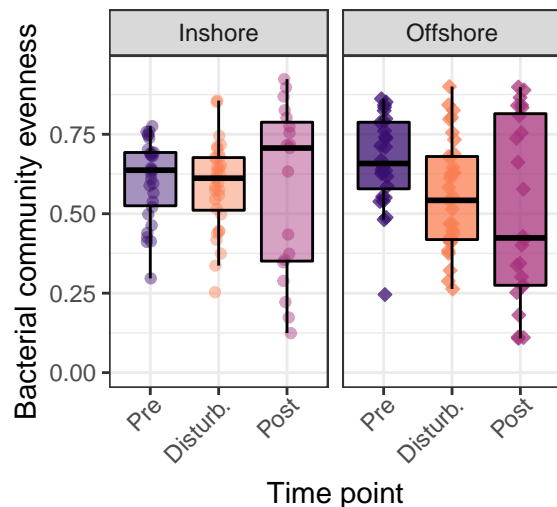 Inshore
Offshore
Bacterial community evenness
0.75
0.50
0.25
0.00
Pre
Disturb.
Post
Pre
Disturb.
Post
Time point